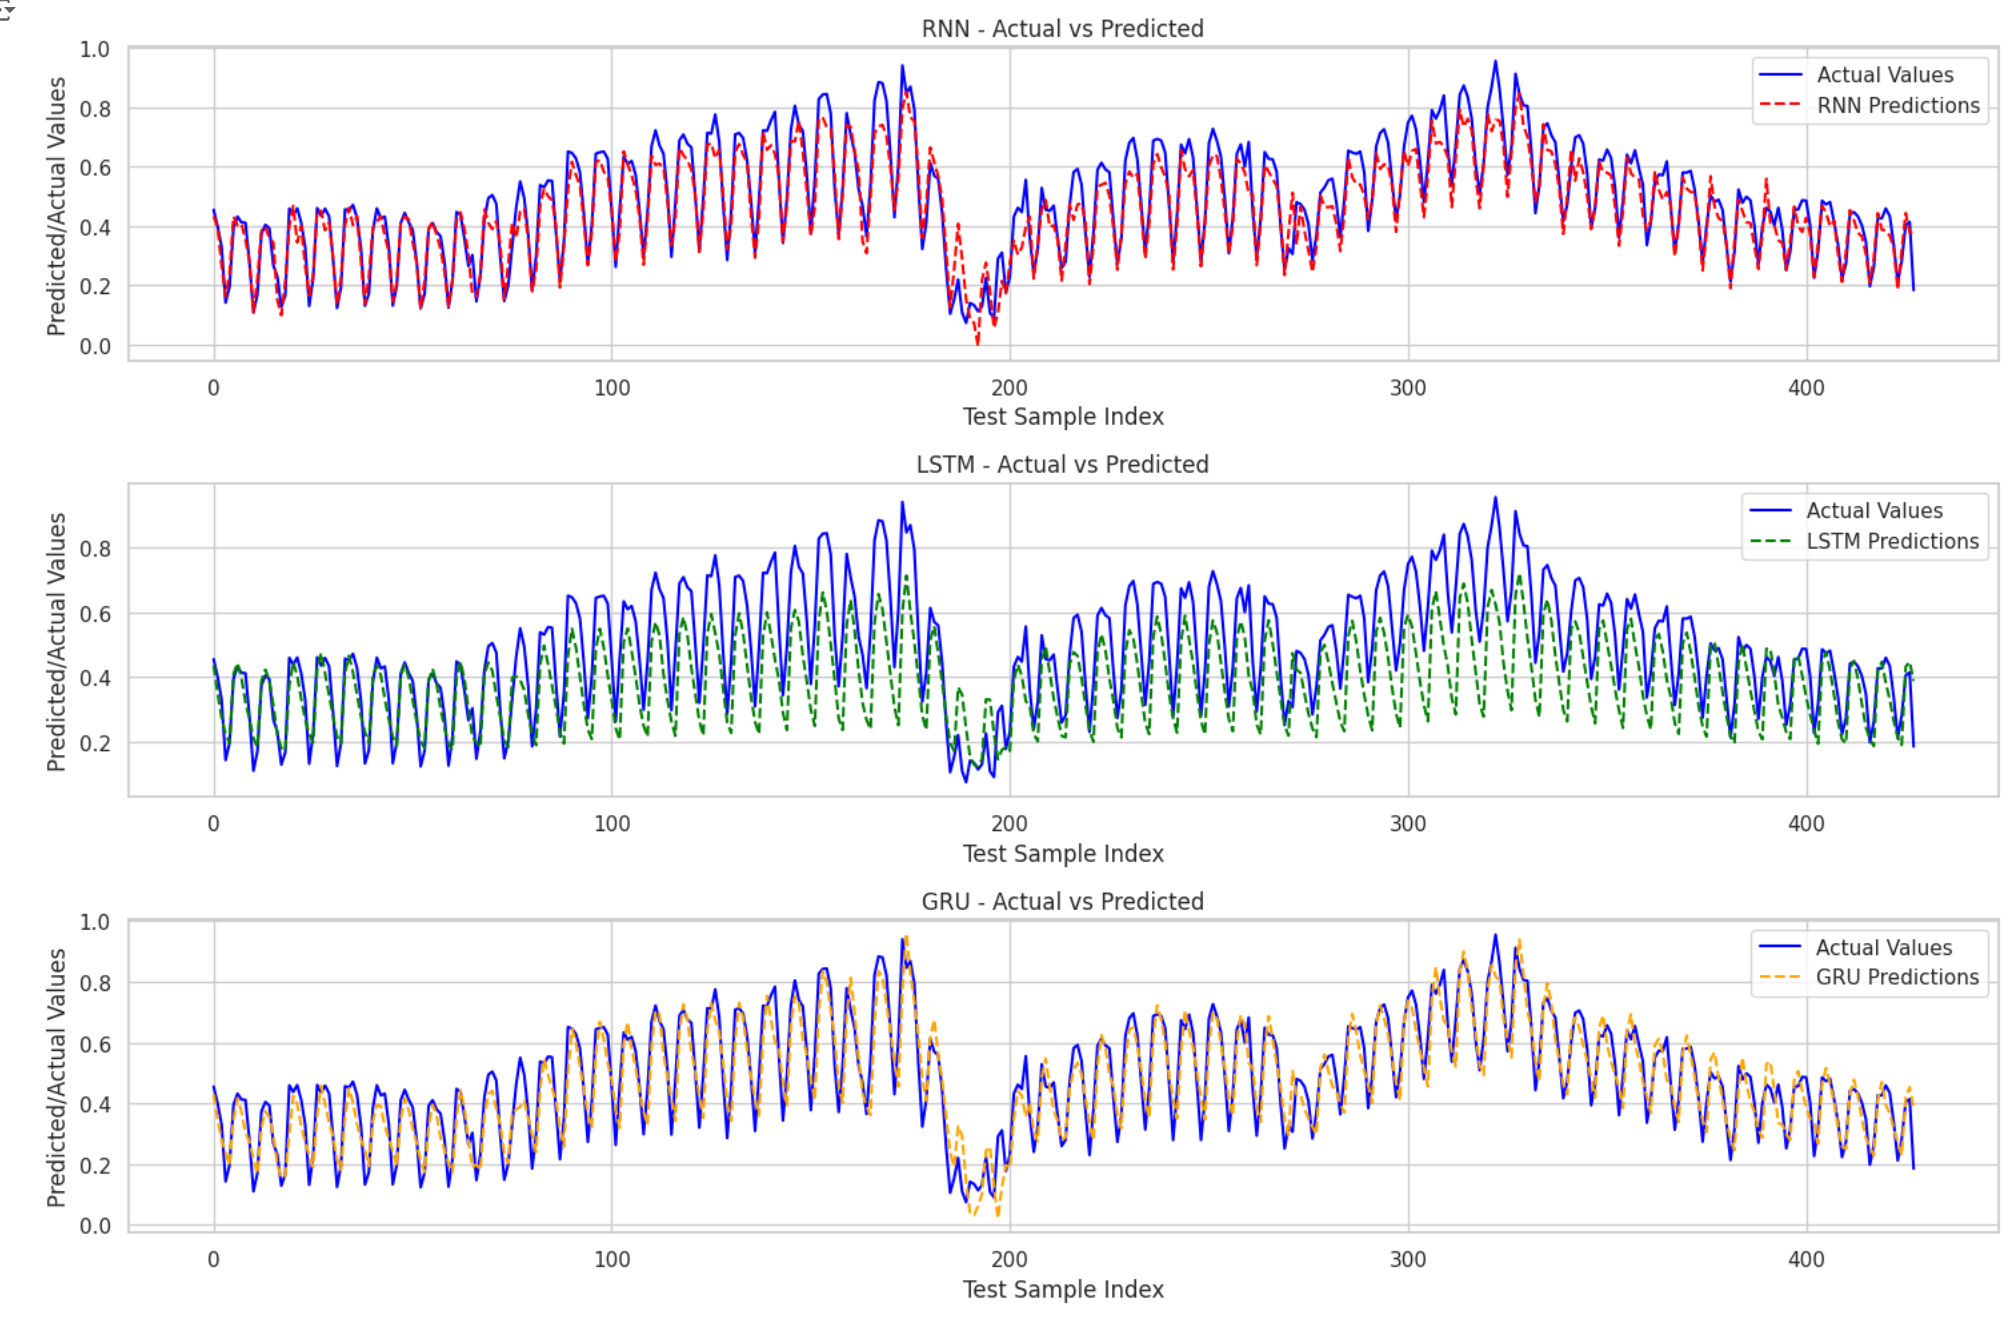 RNN - Actual vs Predicted
Predicted/Actual Values
1.0
0.8
0.6
0.4
0.2
0.0
Actual Values
RNN Predictions
0 100 200 300 400
Test Sample Index
LSTM - Actual vs Predicted
Predicted/Actual Values
0.8
0.6
0.4
0.2
Actual Values
LSTM Predictions
0 100 200 300 400
Test Sample Index
GRU - Actual vs Predicted
Predicted/Actual Values
1.0
0.8
0.6
0.4
0.2
0.0
Actual Values
GRU Predictions
0 100 200 300 400
Test Sample Index